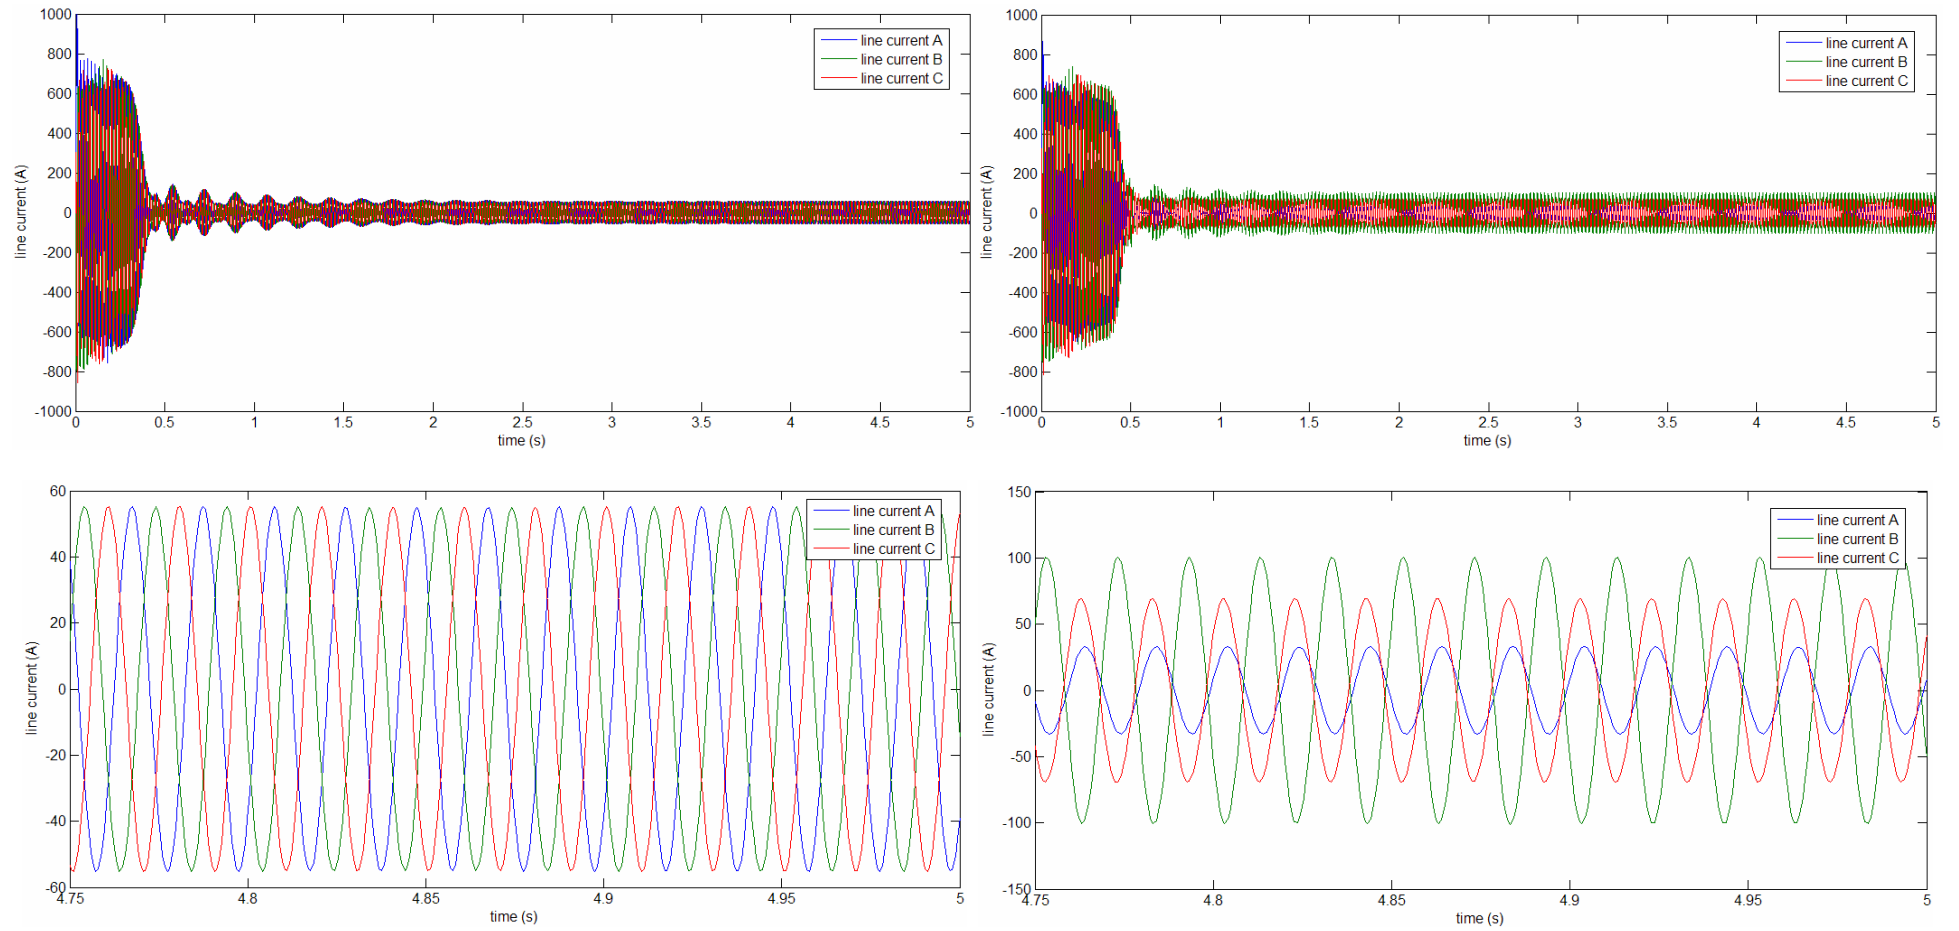 1000
800
600
400
200
0
-200
-400
-600
-800
-1000
line current (A)
0 0.5 1 1.5 2 2.5 3 3.5 4 4.5 5
time (s)
line current A
line current B
line current C
1000
800
600
400
200
0
-200
-400
-600
-800
-1000
line current (A)
0 0.5 1 1.5 2 2.5 3 3.5 4 4.5 5
time (s)
line current A
line current B
line current C
60
40
20
0
-20
-40
-60
line current (A)
4.75 4.8 4.85 4.9 4.95 5
time (s)
line current A
line current B
line current C
150
100
50
0
-50
-100
-150
line current (A)
4.75 4.8 4.85 4.9 4.95 5
time (s)
line current A
line current B
line current C